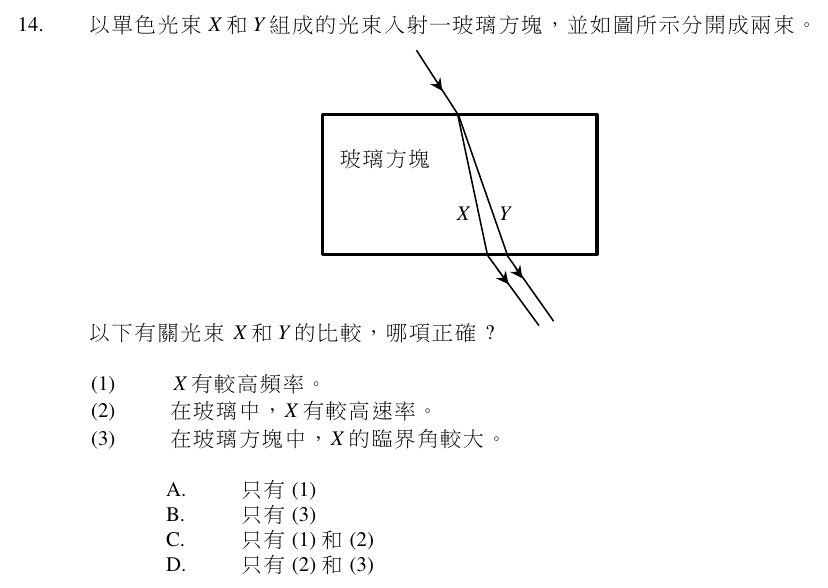 14. 以單色光束 X 和 Y 組成的光束入射一玻璃方塊，並如圖所示分開成兩束。
玻璃方塊
X Y
以下有關光束 X 和 Y 的比較，哪項正確？
(1) X 有較高頻率。
(2) 在玻璃中，X 有較高速率。
(3) 在玻璃方塊中，X 的臨界角較大。
A. 只有 (1)
B. 只有 (3)
C. 只有 (1) 和 (2)
D. 只有 (2) 和 (3)